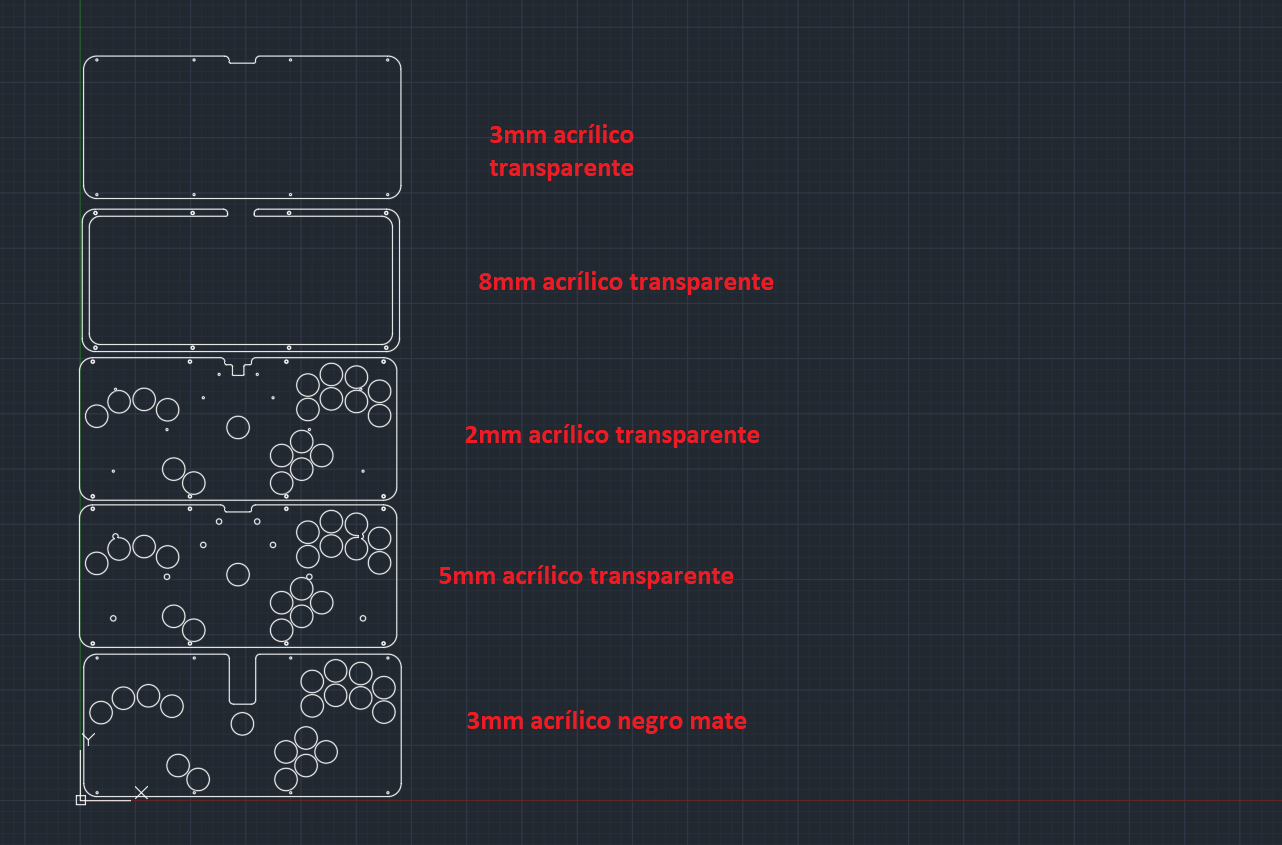 3mm acrílico
transparente
8mm acrílico transparente
2mm acrílico transparente
5mm acrílico transparente
3mm acrílico negro mate
Y
X